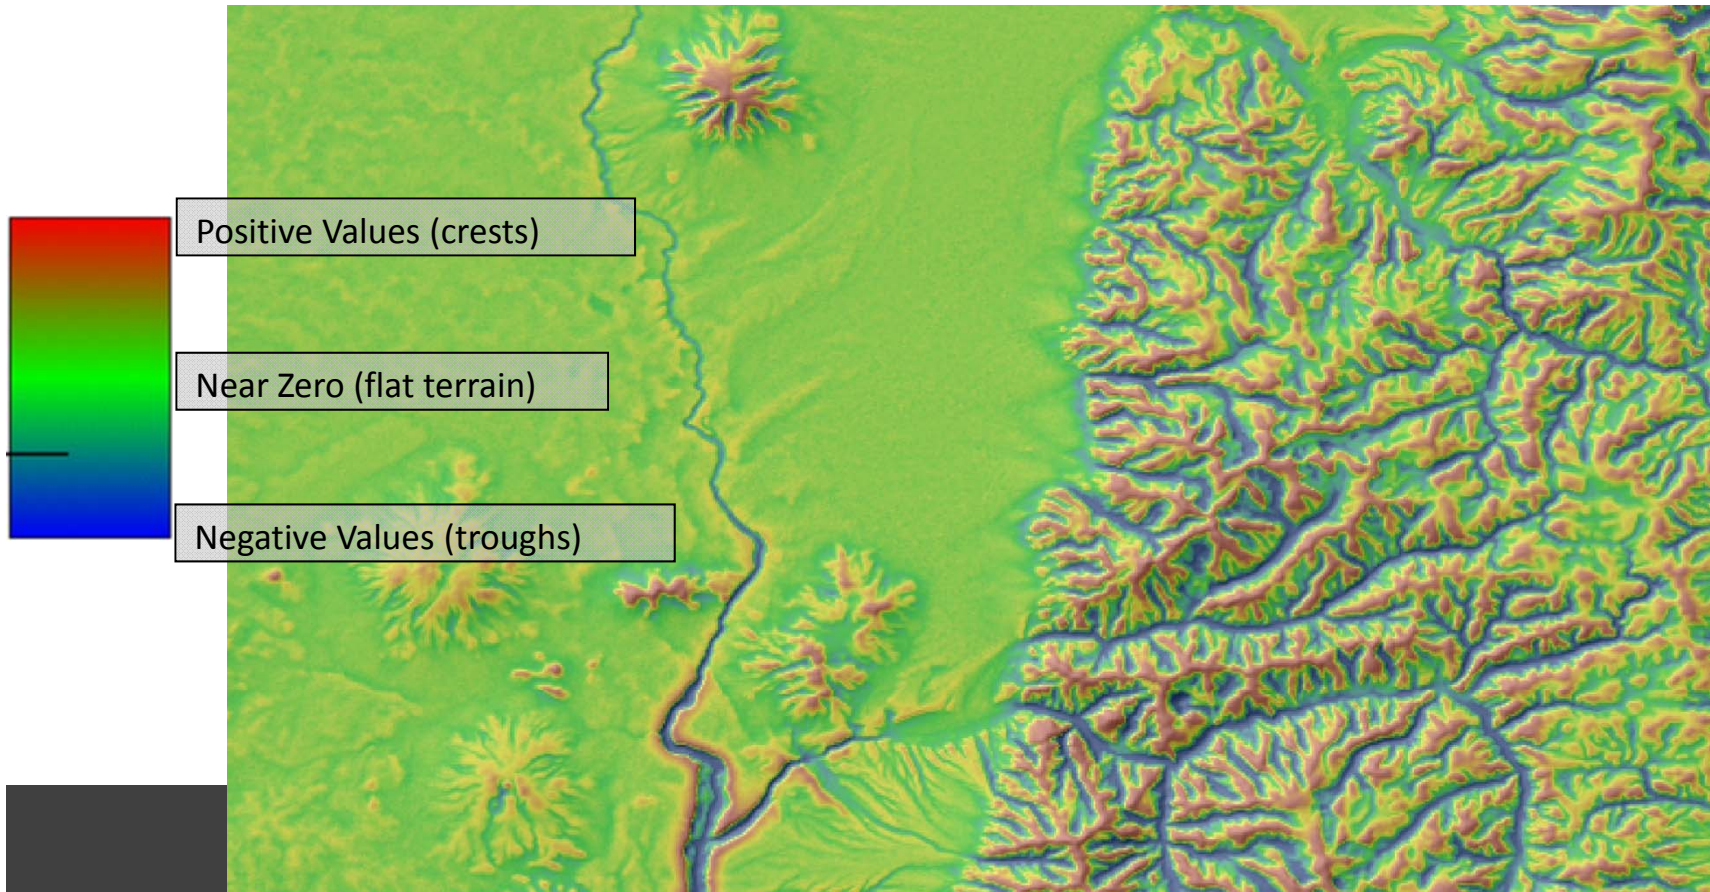 Positive Values (crests)
Near Zero (flat terrain)
Negative Values (troughs)